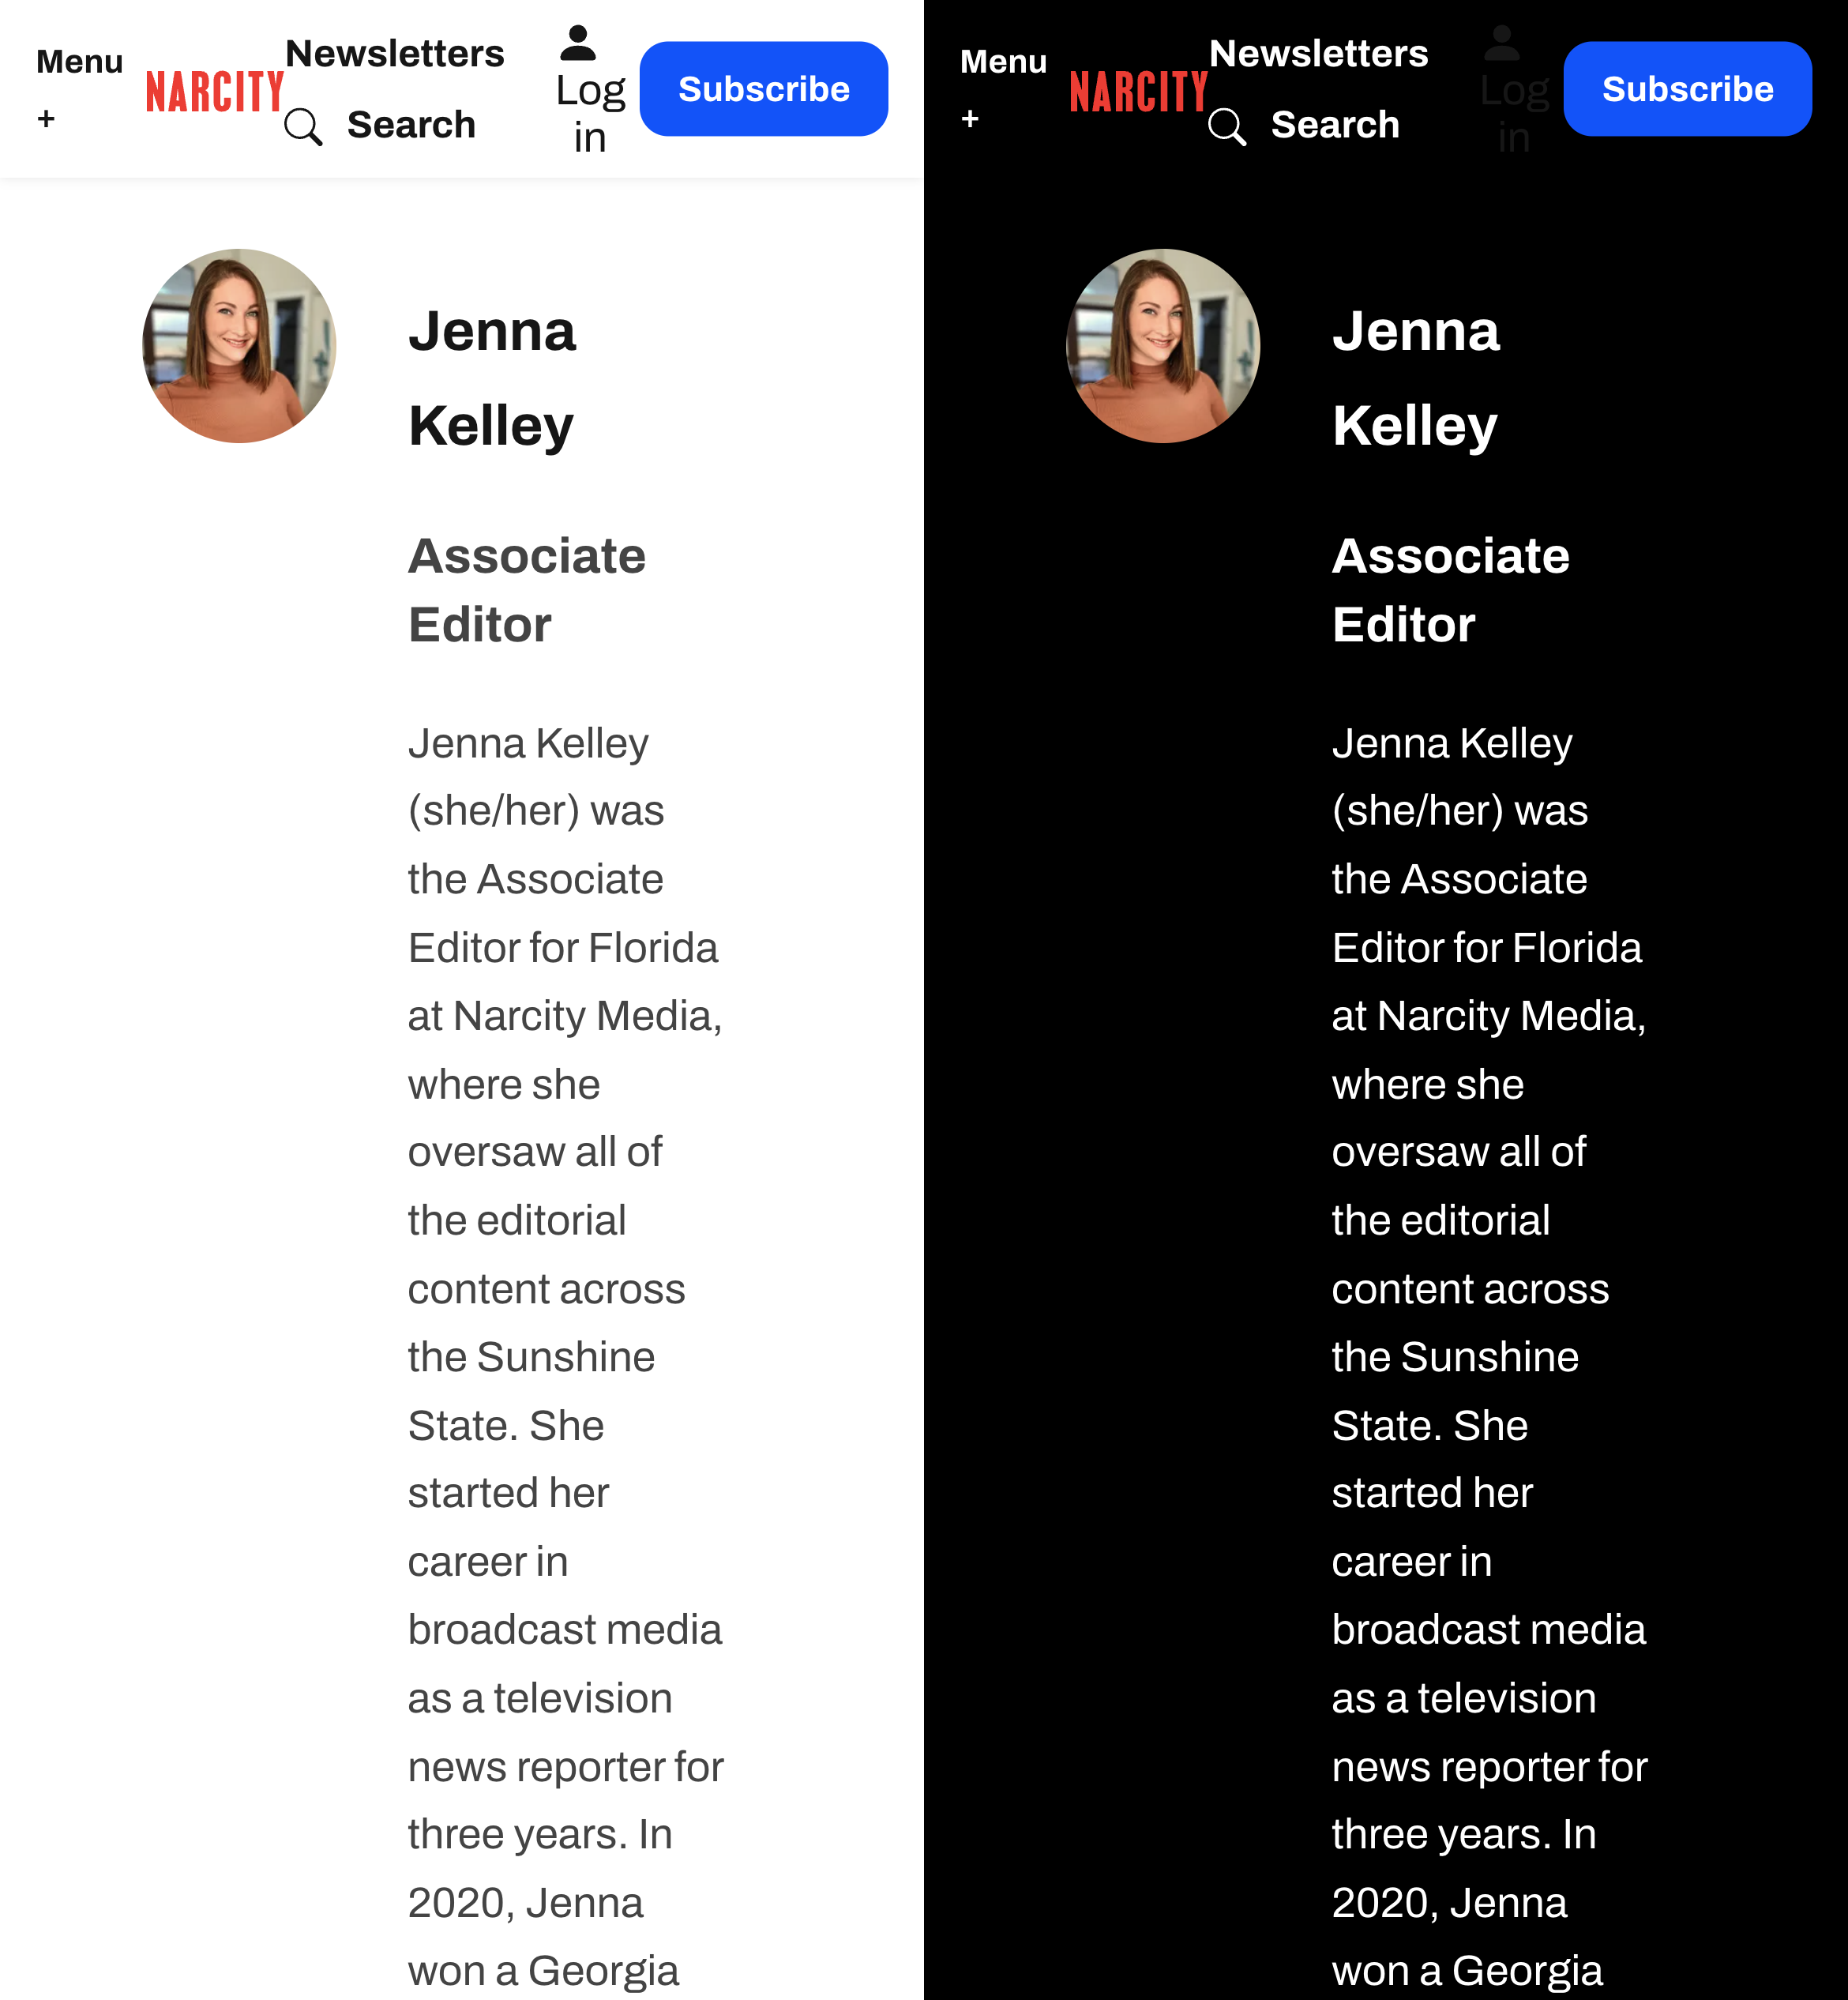 Menu
+
NARCITY
Newsletters
Search
Log
in
Subscribe
Jenna
Kelley
Associate
Editor
Jenna Kelley
(she/her) was
the Associate
Editor for Florida
at Narcity Media,
where she
oversaw all of
the editorial
content across
the Sunshine
State. She
started her
career in
broadcast media
as a television
news reporter for
three years. In
2020, Jenna
won a Georgia
Menu
+
NARCITY
Newsletters
Search
Log
in
Subscribe
Jenna
Kelley
Associate
Editor
Jenna Kelley
(she/her) was
the Associate
Editor for Florida
at Narcity Media,
where she
oversaw all of
the editorial
content across
the Sunshine
State. She
started her
career in
broadcast media
as a television
news reporter for
three years. In
2020, Jenna
won a Georgia